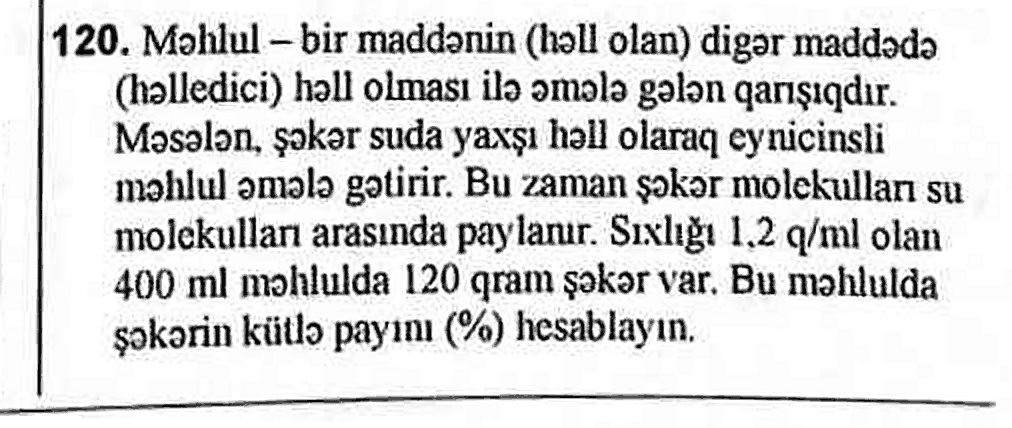 120. Məhlul – bir maddənin (həll olan) digər maddədə
(həlledici) həll olması ilə əmələ gələn qarışıqdır.
Məsələn, şəkər suda yaxşı həll olaraq eynicinsli
məhlul əmələ gətirir. Bu zaman şəkər molekulları su
molekulları arasında paylanır. Sıxlığı 1,2 q/ml olan
400 ml məhlulda 120 qram şəkər var. Bu məhlulda
şəkərin kütlə payını (%) hesablayın.